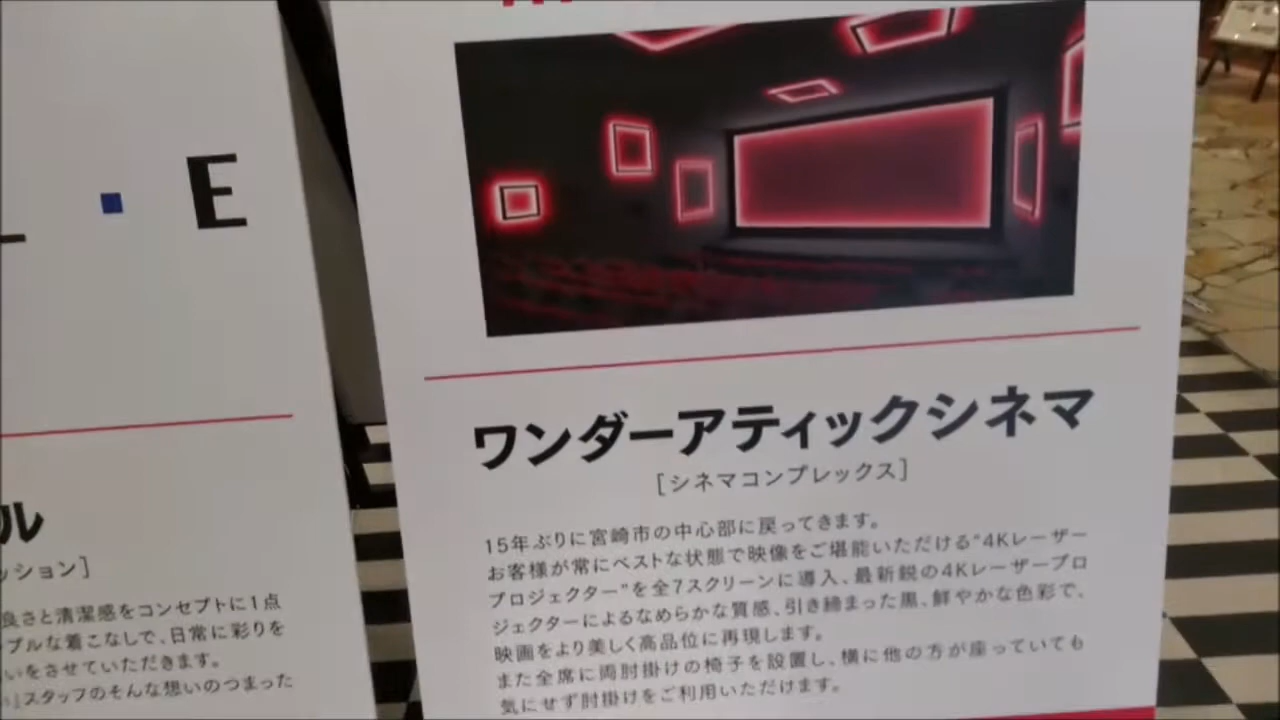 E
ル
ッション]
良さと清潔感をコンセプトに1点
プルな着こなしで、日常に彩りを
いをさせていただきます。
スタッフのそんな想いのつまった
ワンダーアティックシネマ
[シネマコンプレックス]
15年ぶりに宮崎市の中心部に戻ってきます。
お客様が常にベストな状態で映像をご堪能いただける“4Kレーザー
プロジェクター”を全7スクリーンに導入、最新鋭の4Kレーザープロ
ジェクターによるなめらかな質感、引き締まった黒、鮮やかな色彩で、
映画をより美しく高品位に再現します。
また全席に両肘掛けの椅子を設置し、横に他の方が座っていても
気にせず肘掛けをご利用いただけます。